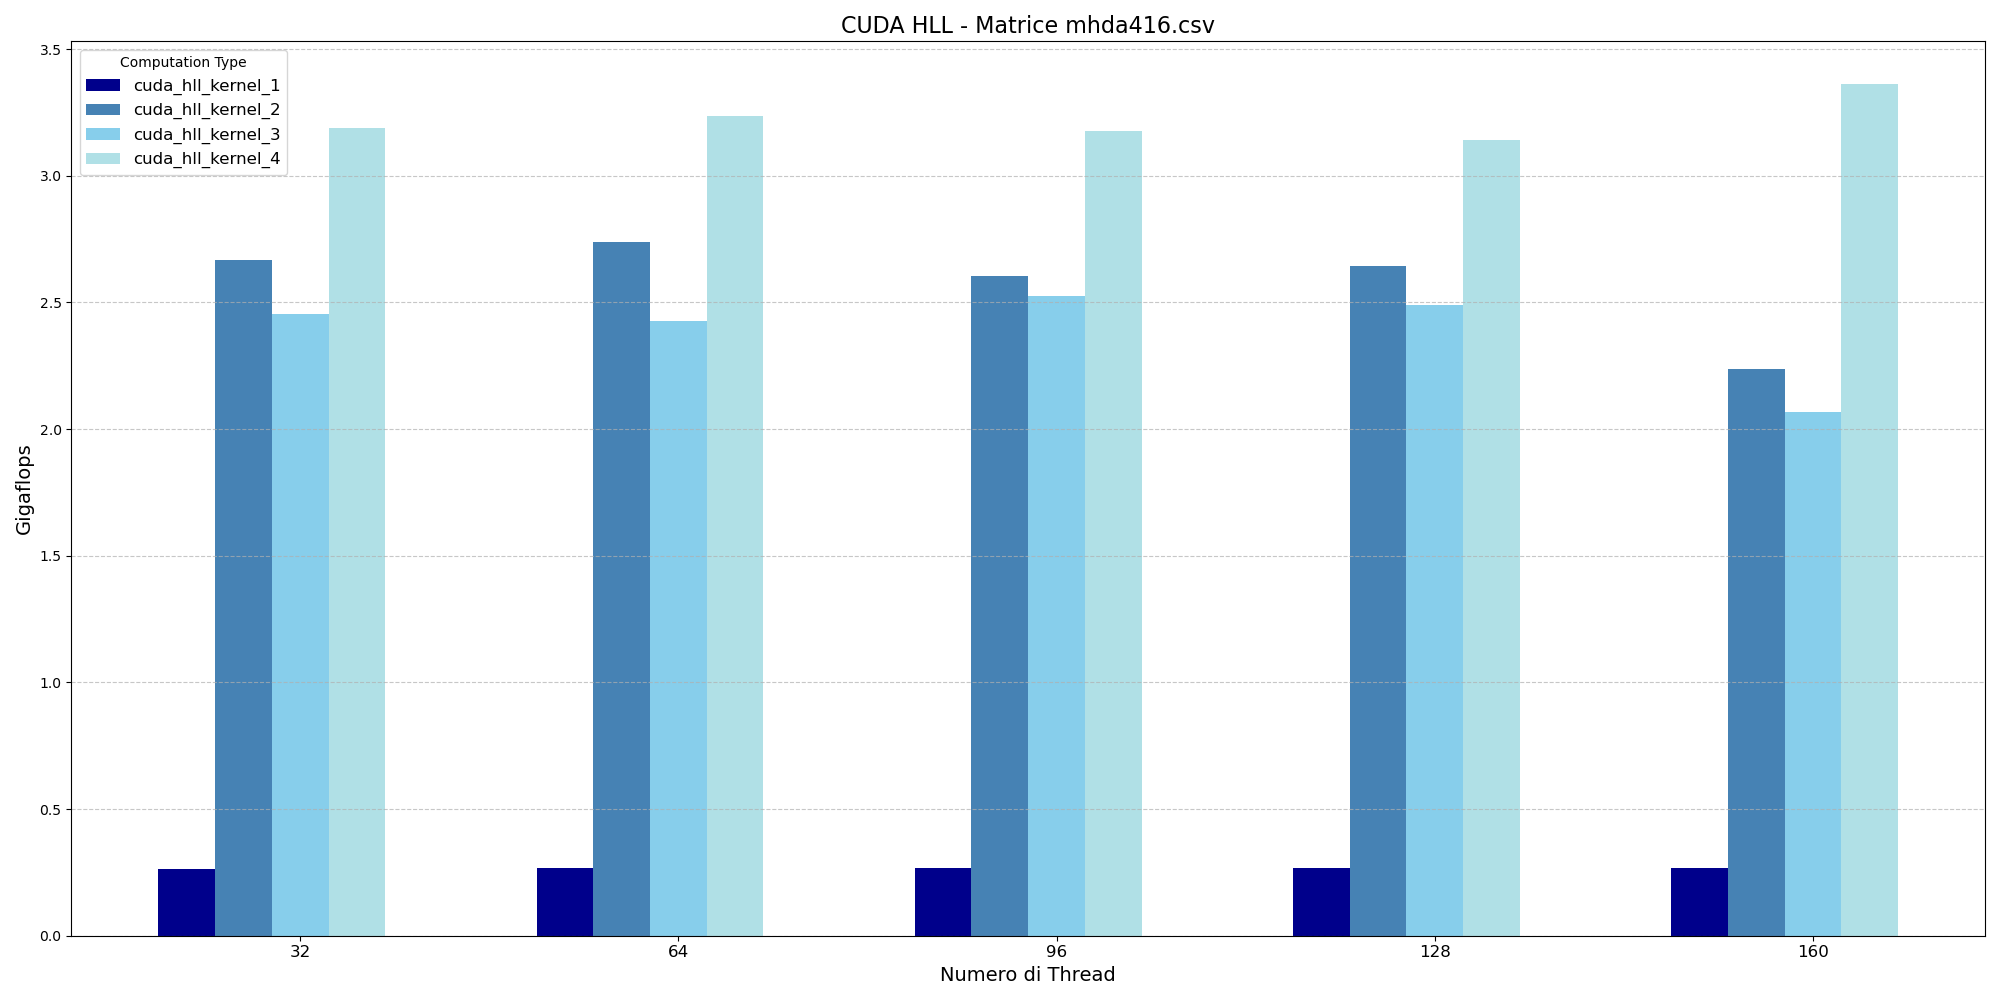 CUDA HLL - Matrice mhda416.csv
Computation Type
cuda_hll_kernel_1
cuda_hll_kernel_2
cuda_hll_kernel_3
cuda_hll_kernel_4
Gigaflops
3.5
3.0
2.5
2.0
1.5
1.0
0.5
0.0
32 64 96 128 160
Numero di Thread